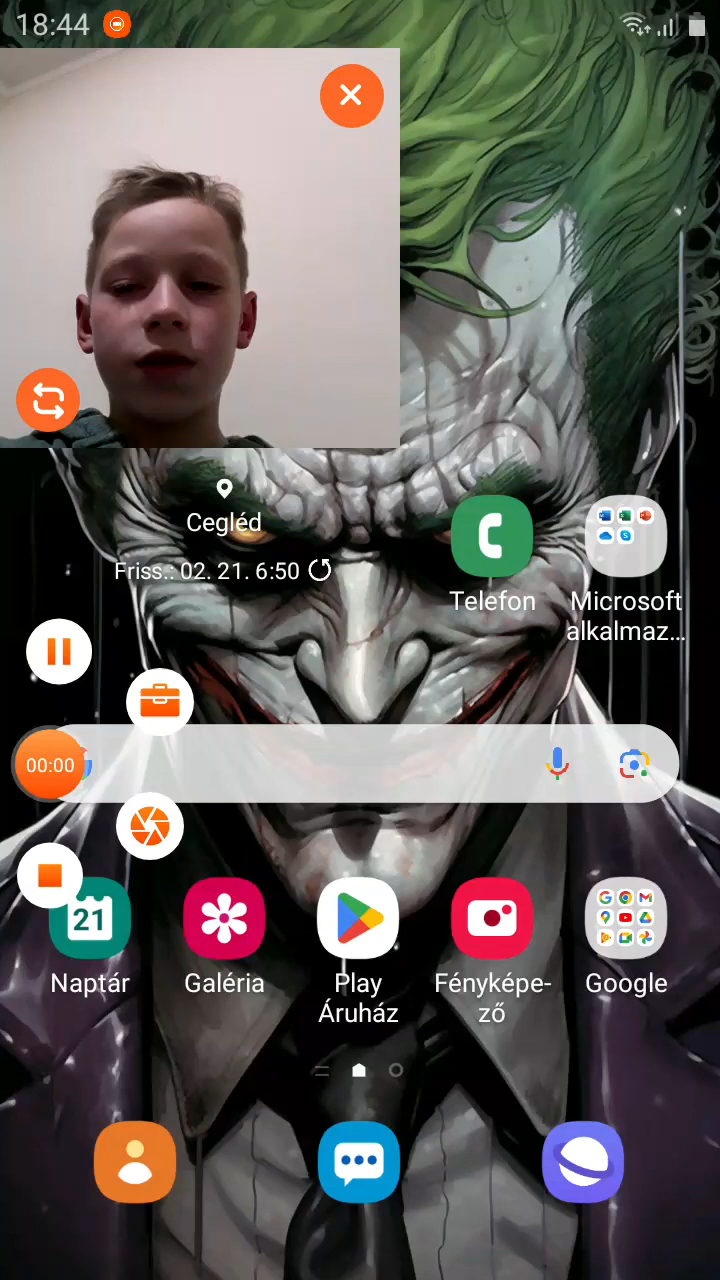 18:44
Cegléd
Friss.: 02. 21. 6:50
Telefon
Microsoft
alkalmaz...
00:00
21
Naptár
Galéria
Play
Áruház
Fényképe-
ző
Google